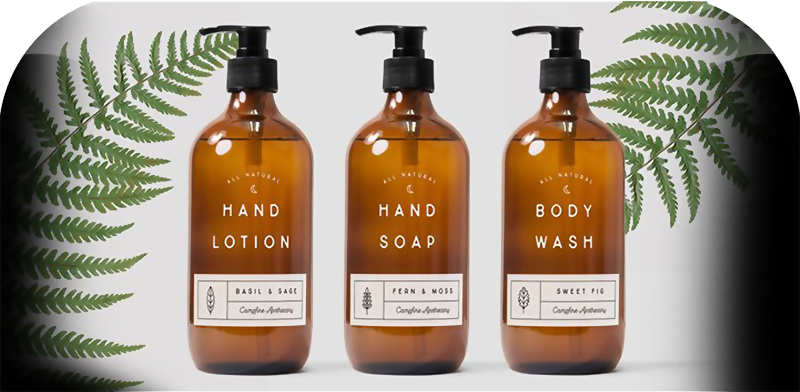 ALL NATURAL
HAND
LOTION
BASIL & SAGE
Campfire Apothecary
ALL NATURAL
HAND
SOAP
FERN & MOSS
Campfire Apothecary
ALL NATURAL
BODY
WASH
SWEET FIG
Campfire Apothecary